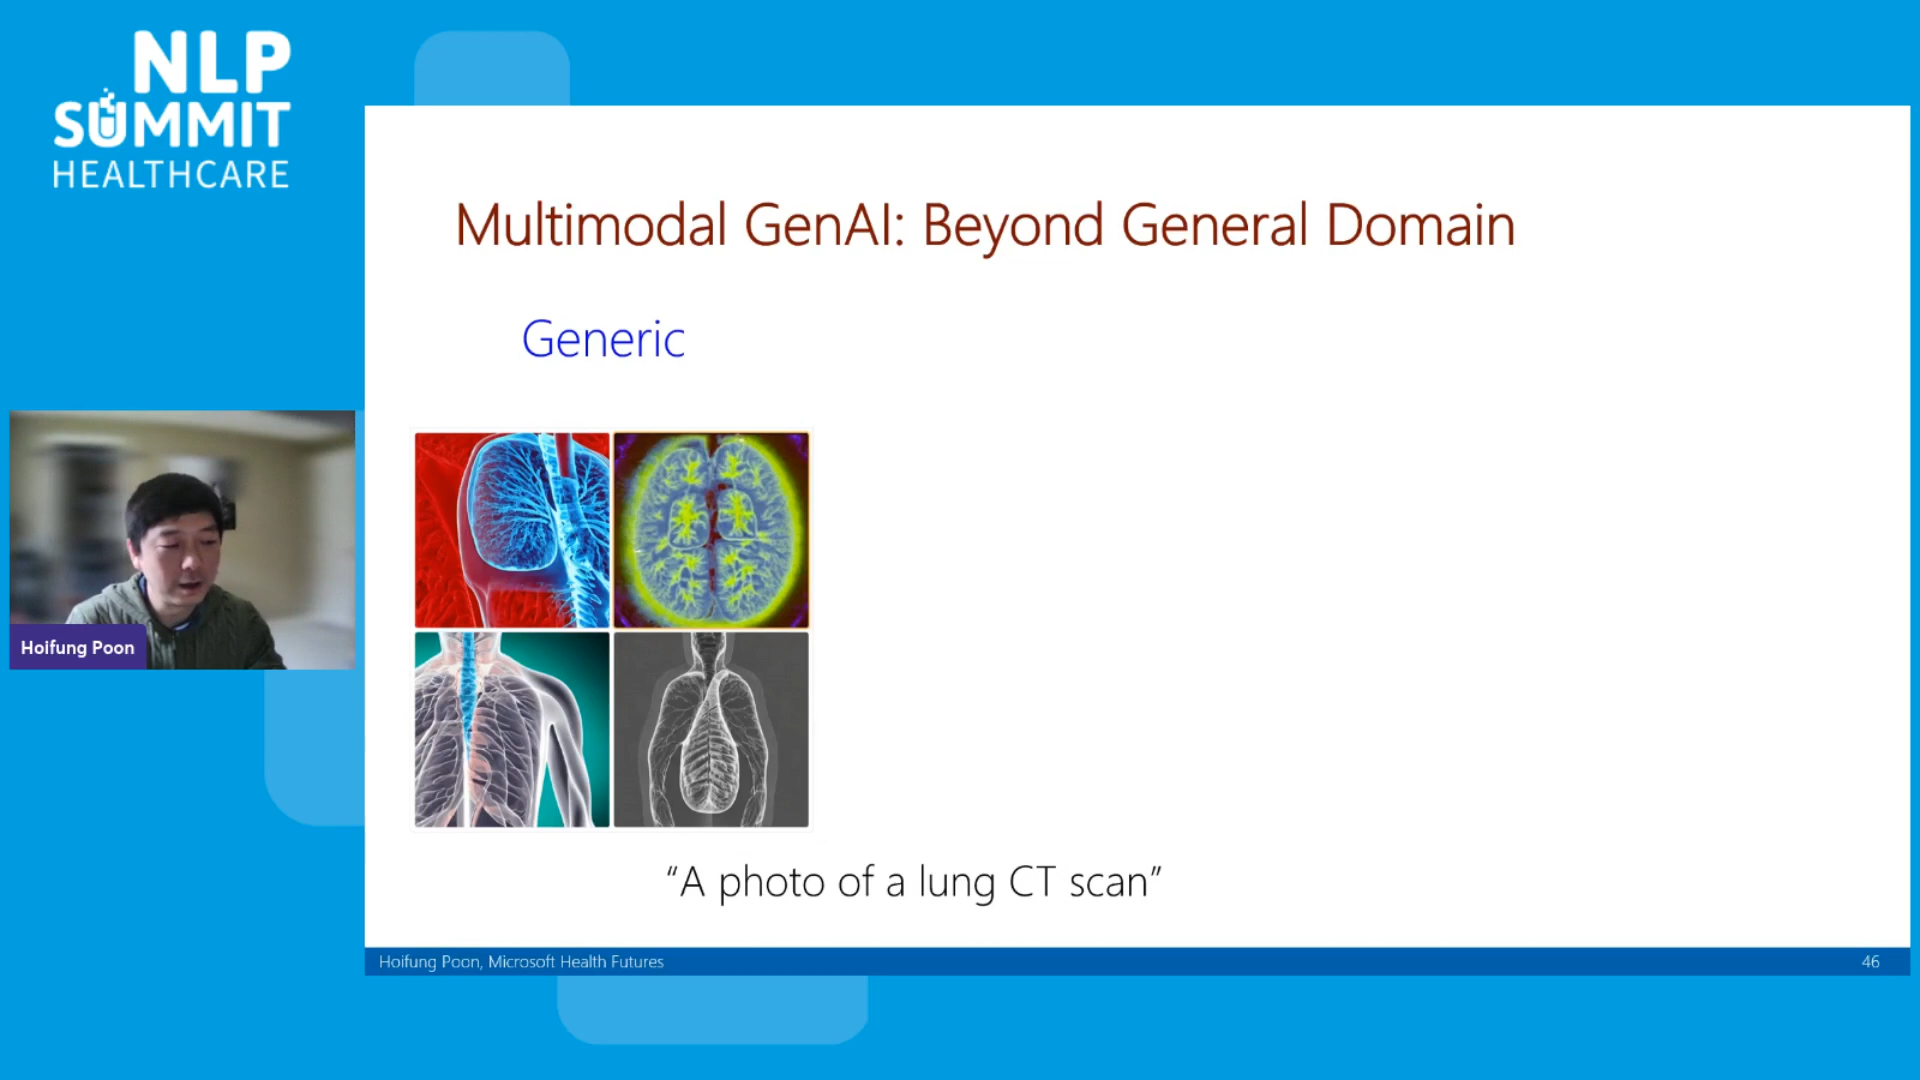 NLP
SUMMIT
HEALTHCARE
Multimodal GenAI: Beyond General Domain
Generic
Hoifung Poon
“A photo of a lung CT scan”
Hoifung Poon, Microsoft Health Futures
46